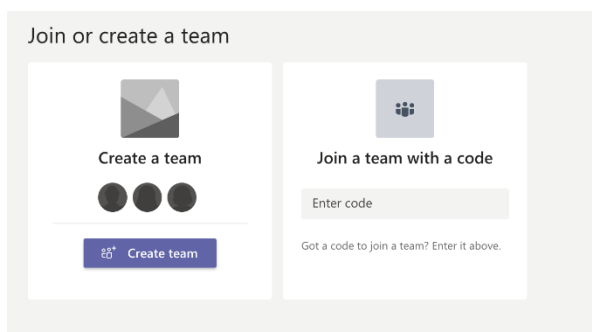 Join or create a team
Create a team
Create team
Join a team with a code
Enter code
Got a code to join a team? Enter it above.